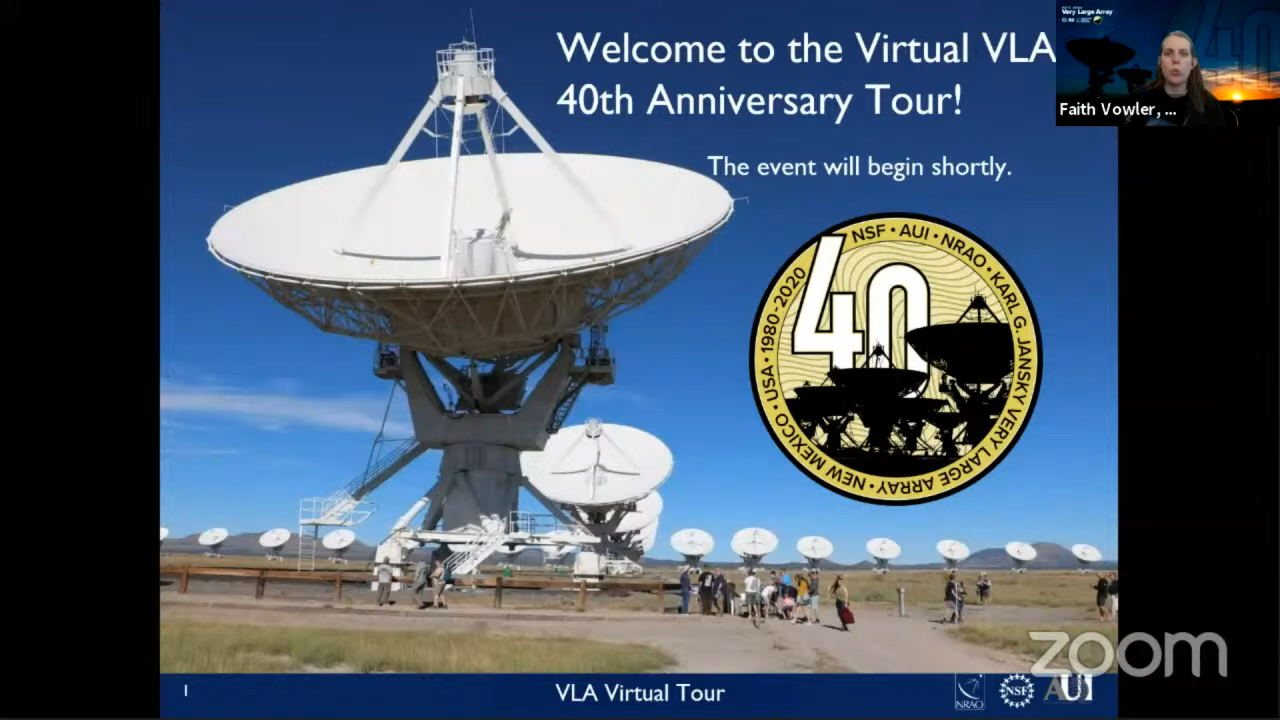 Welcome to the Virtual VLA
40th Anniversary Tour!
Very Large Array
40
Faith Vowler, ...
The event will begin shortly.
NSF • AUI • NRAO • KARL G. JANSKY VERY LARGE ARRAY • NEW MEXICO • USA • 1980-2020
40
zoom
1
VLA Virtual Tour
NRAO
NSF
AUI